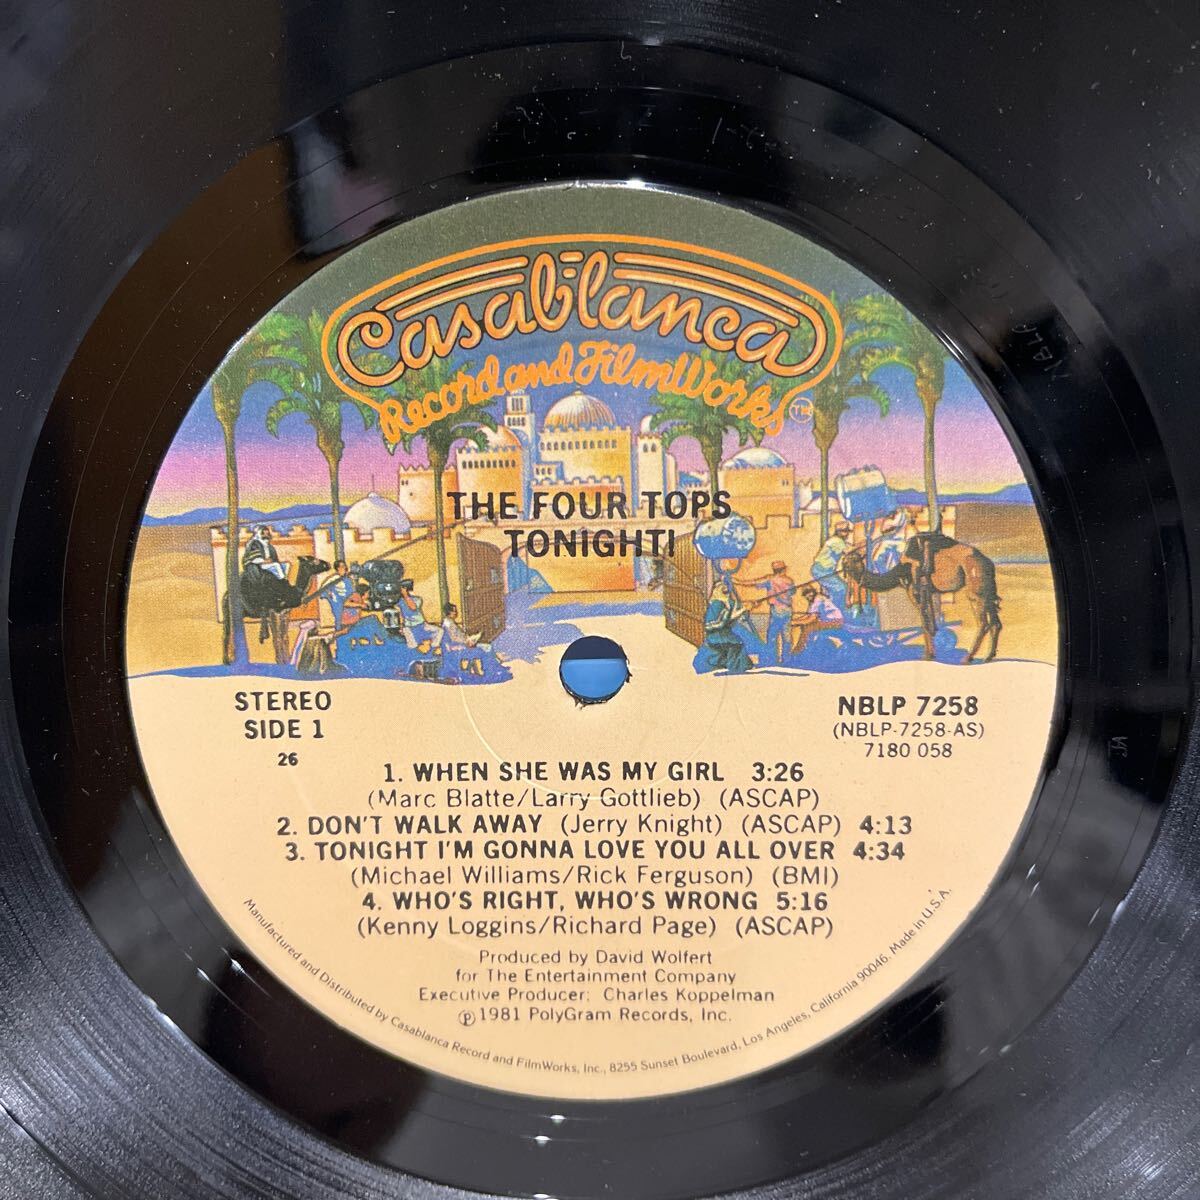 Casablanca
Record and FilmWorks TM
THE FOUR TOPS
TONIGHT!
STEREO
SIDE 1
26
NBLP 7258
(NBLP-7258-AS)
7180 058
1. WHEN SHE WAS MY GIRL 3:26
(Marc Blatte/Larry Gottlieb) (ASCAP)
2. DON'T WALK AWAY (Jerry Knight) (ASCAP) 4:13
3. TONIGHT I'M GONNA LOVE YOU ALL OVER 4:34
(Michael Williams/Rick Ferguson) (BMI)
4. WHO'S RIGHT, WHO'S WRONG 5:16
(Kenny Loggins/Richard Page) (ASCAP)
Produced by David Wolfert
for The Entertainment Company
Executive Producer: Charles Koppelman
℗ 1981 PolyGram Records, Inc.
Manufactured and Distributed by Casablanca Record and FilmWorks, Inc., 8255 Sunset Boulevard, Los Angeles, California 90046. Made in U.S.A.